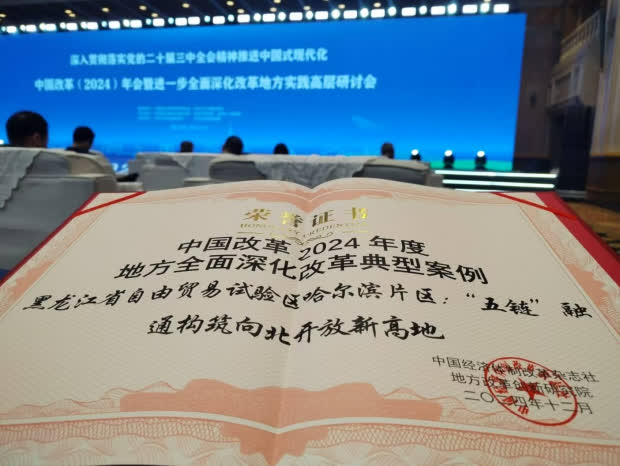 深入贯彻落实党的二十届三中全会精神推进中国式现代化
中国改革（2024）年会暨进一步全面深化改革地方实践高层研讨会
荣誉证书
中国改革2024年度
地方全面深化改革典型案例
黑龙江省自由贸易试验区哈尔滨片区："五链"融
通构筑向北开放新高地
中国经济体制改革杂志社
地方改革创新研究院
二〇二四年十二月